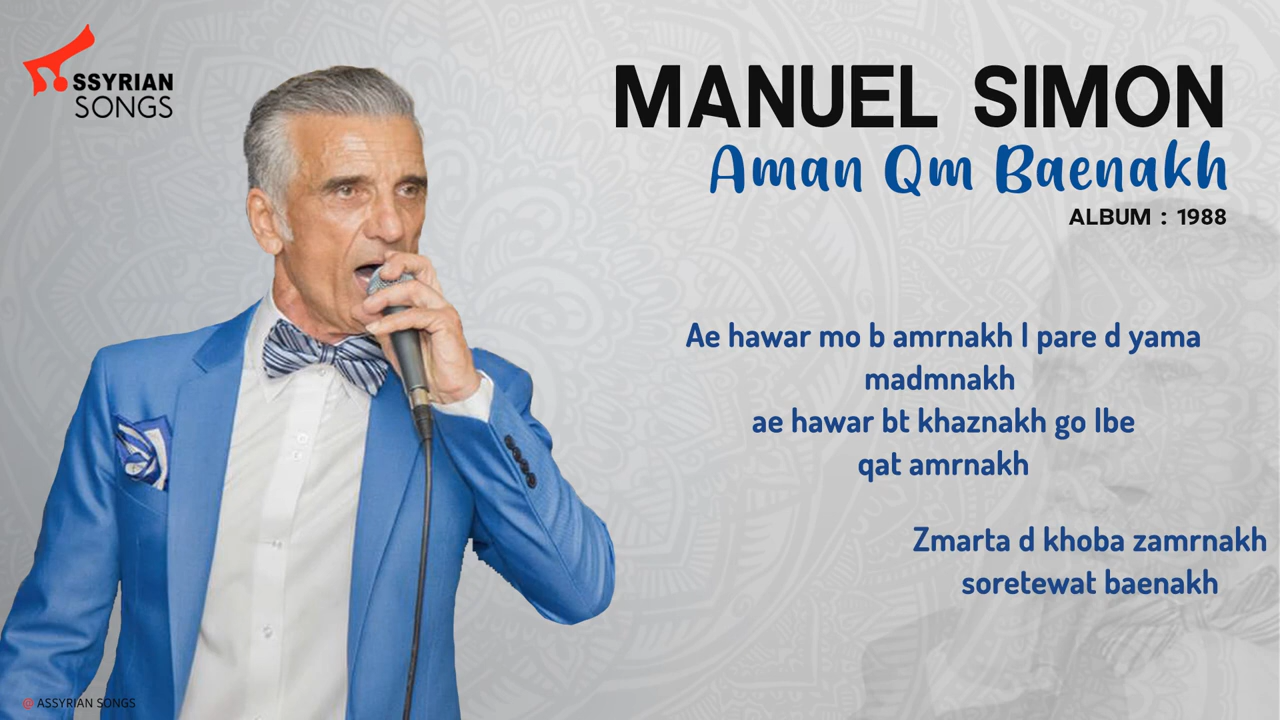 ASSYRIAN
SONGS
MANUEL SIMON
Aman Qm Baenakh
ALBUM : 1988
Ae hawar mo b amrnakh l pare d yama
madmnakh
ae hawar bt khaznakh go lbe
qat amrnakh
Zmarta d khoba zamrnakh
soretewat baenakh
@ ASSYRIAN SONGS